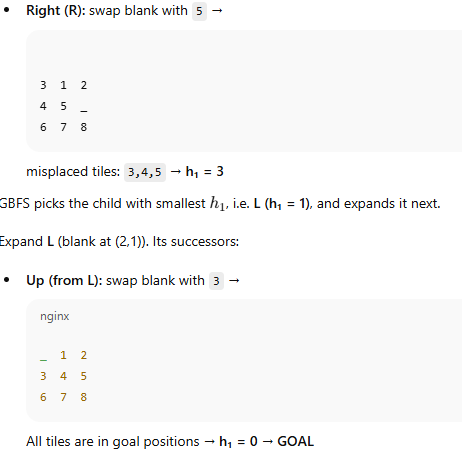 • Right (R): swap blank with 5 →
3 1 2
4 5 _
6 7 8
misplaced tiles: 3,4,5 → h₁ = 3
GBFS picks the child with smallest h₁, i.e. L (h₁ = 1), and expands it next.
Expand L (blank at (2,1)). Its successors:
• Up (from L): swap blank with 3 →
nginx
_ 1 2
3 4 5
6 7 8
All tiles are in goal positions → h₁ = 0 → GOAL